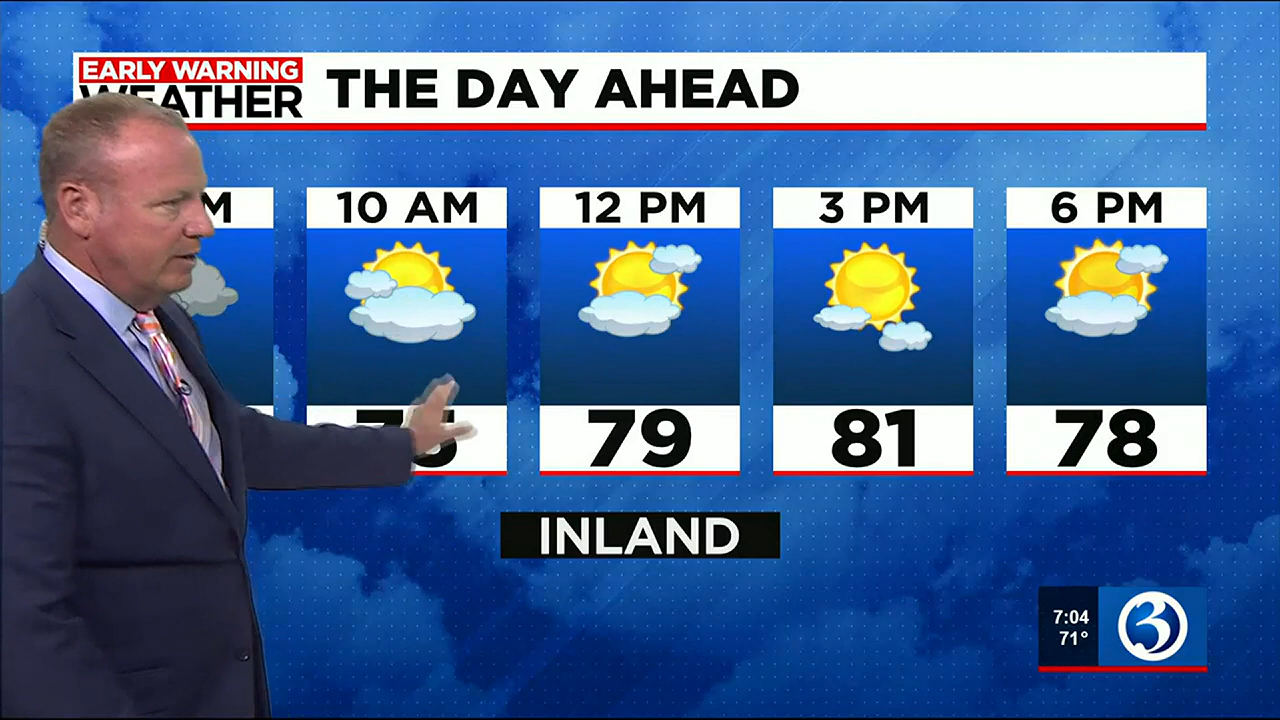 EARLY WARNING
WEATHER
THE DAY AHEAD
10 AM
12 PM
3 PM
6 PM
79
81
78
INLAND
7:04
71°
3